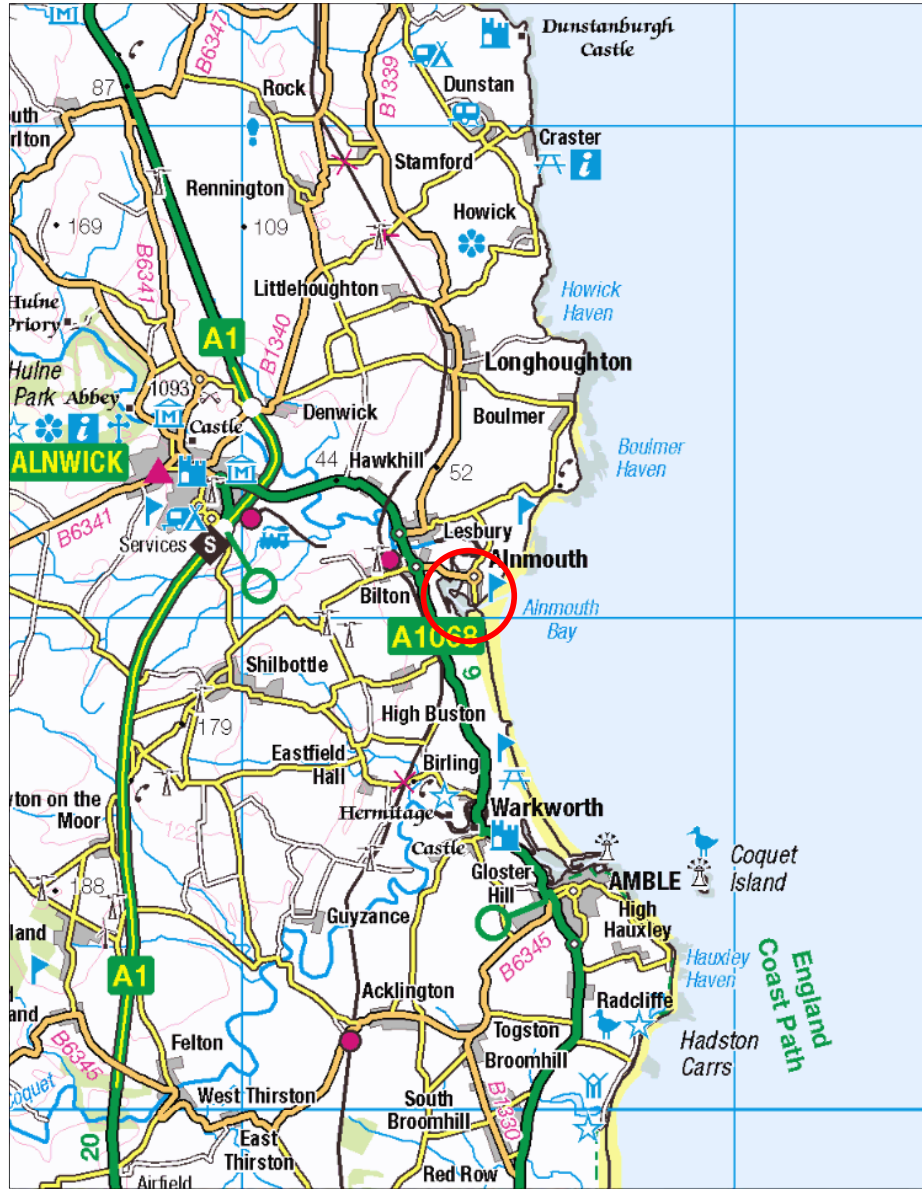 Dunstanburgh
Castle
B6347
B1339
87
Rock
Dunstan
Craster
Stamford
Rennington
Howick
169
109
B6341
Littlehoughton
Howick
Haven
Hulne
Priory
A1
B1340
Longhoughton
Hulne
Park
Abbey
1093
Castle
Denwick
Boulmer
Boulmer
Haven
ALNWICK
44
Hawkhill
52
B6341
Services
S
Lesbury
Alnmouth
Bilton
Alnmouth
Bay
A1068
6
Shilbottle
179
High Buston
Eastfield
Hall
Birling
yton on the
Moor
122
Hermitage
Warkworth
Castle
Coquet
Island
188
Gloster
Hill
AMBLE
High
Hauxley
Guyzance
land
B6345
Hauxley
Haven
England
Coast Path
A1
Acklington
Radcliffe
and
Togston
Hadston
Carrs
B6345
Felton
Broomhill
Coquet
West Thirston
South
Broomhill
B1330
20
East
Thirston
Red Row
Airfield